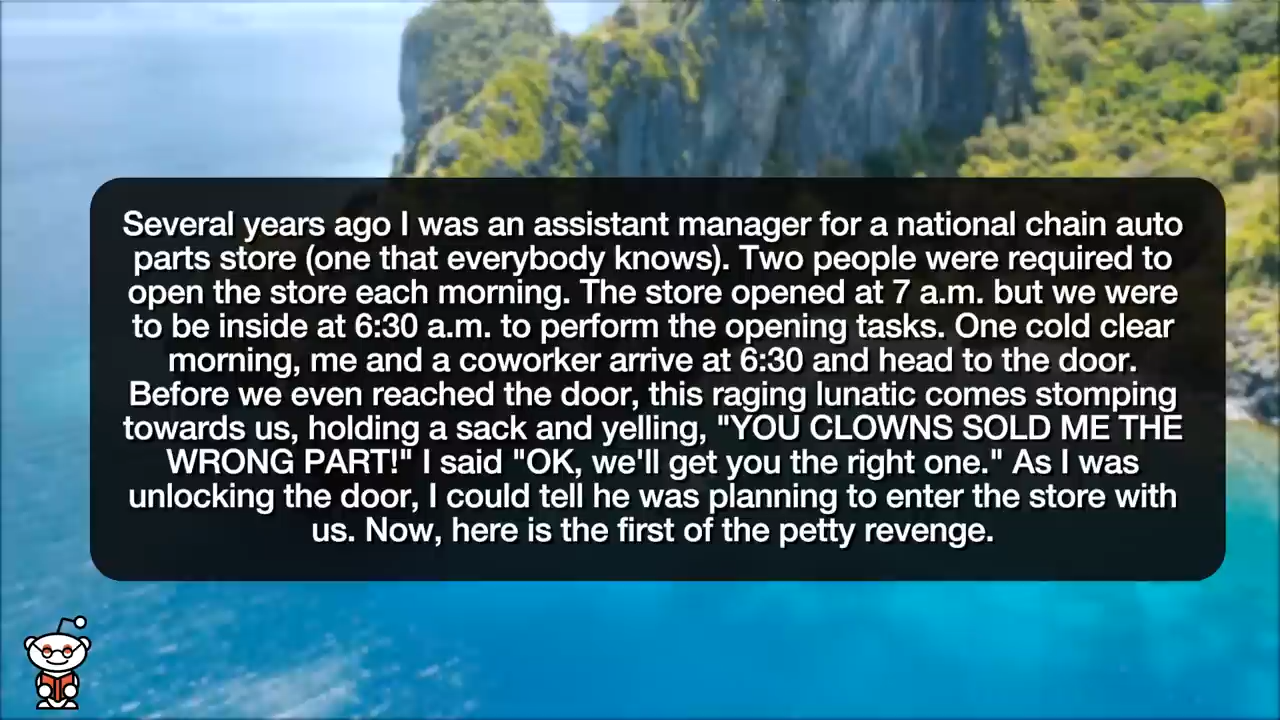 Several years ago I was an assistant manager for a national chain auto
parts store (one that everybody knows). Two people were required to
open the store each morning. The store opened at 7 a.m. but we were
to be inside at 6:30 a.m. to perform the opening tasks. One cold clear
morning, me and a coworker arrive at 6:30 and head to the door.
Before we even reached the door, this raging lunatic comes stomping
towards us, holding a sack and yelling, "YOU CLOWNS SOLD ME THE
WRONG PART!" I said "OK, we'll get you the right one." As I was
unlocking the door, I could tell he was planning to enter the store with
us. Now, here is the first of the petty revenge.